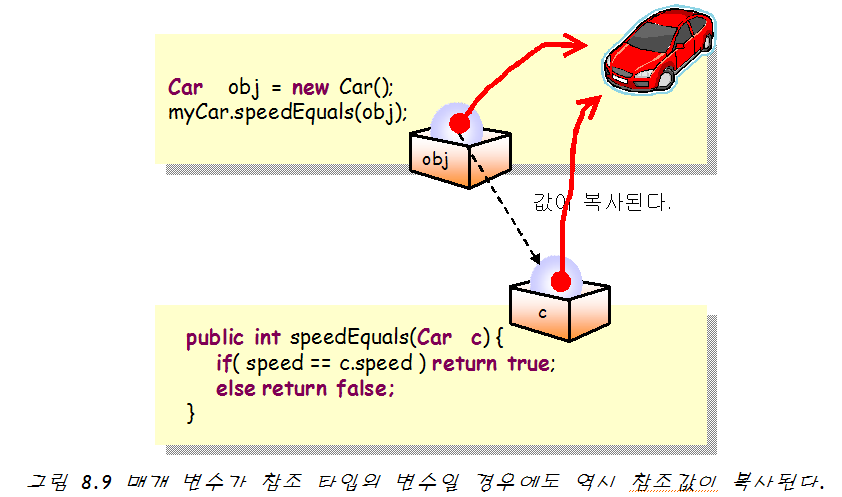 Car obj = new Car();
myCar.speedEquals(obj);
obj
값이 복사된다.
c
public int speedEquals(Car c) {
if( speed == c.speed ) return true;
else return false;
}
그림 8.9 매개 변수가 참조 타입의 변수일 경우에도 역시 참조값이 복사된다.